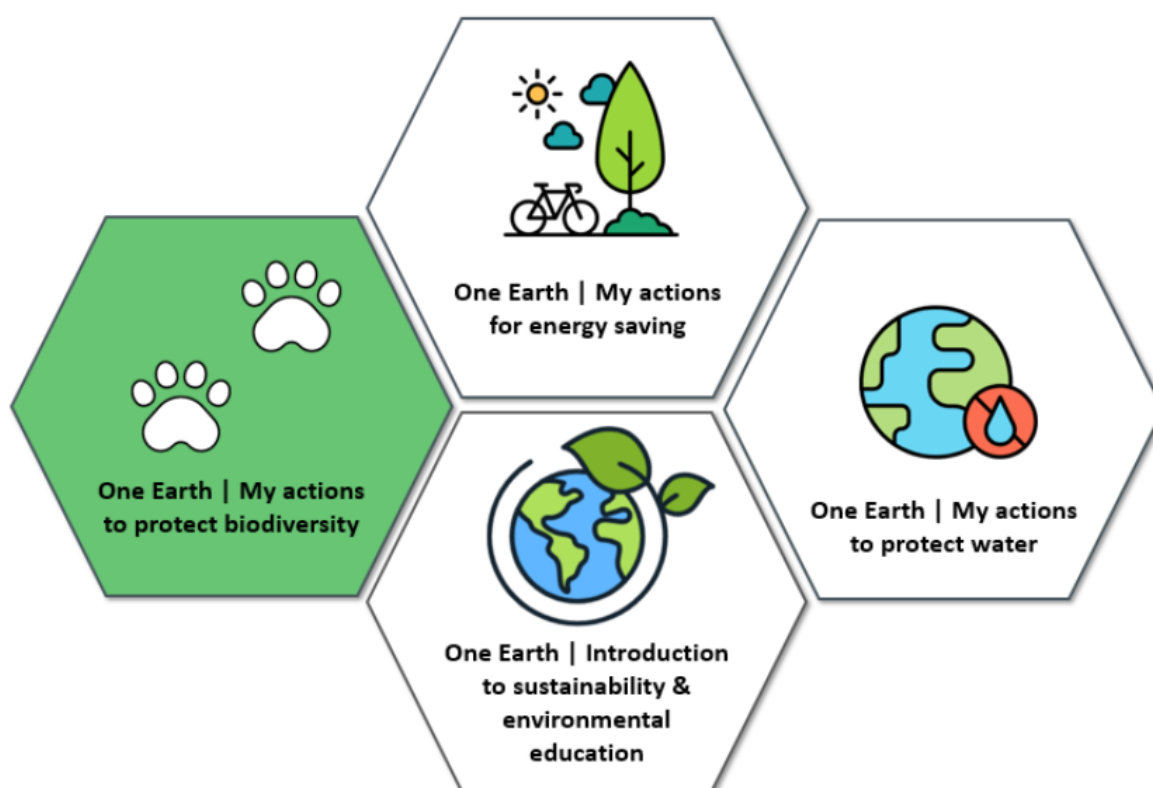 One Earth | My actions
for energy saving
One Earth | My actions
to protect biodiversity
One Earth | My actions
to protect water
One Earth | Introduction
to sustainability &
environmental
education